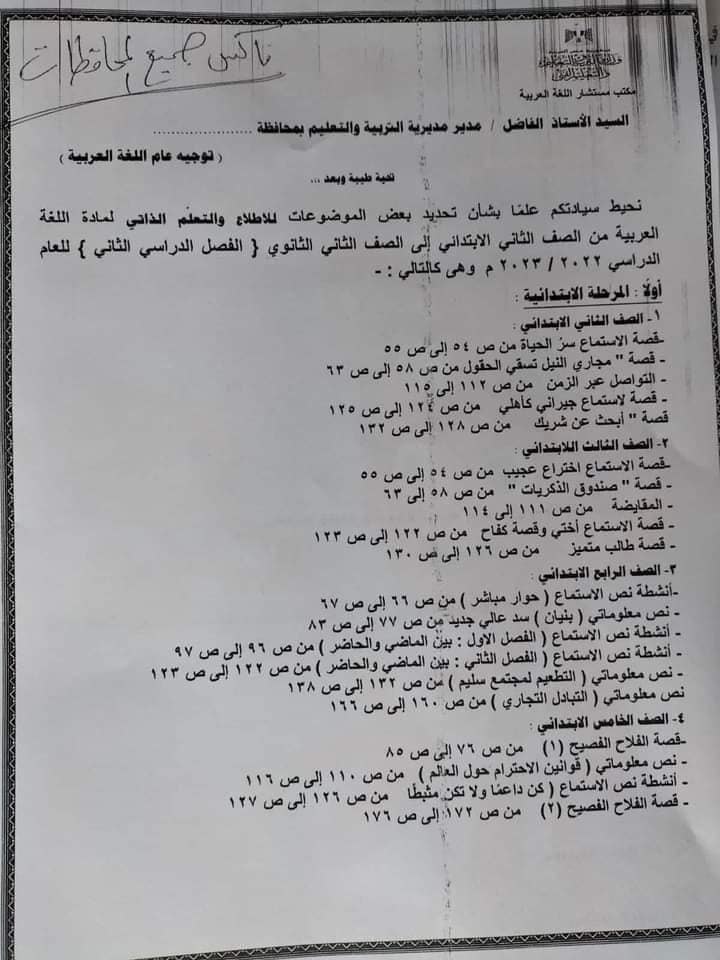 فاكس جميع المحافظات
مكتب مستشار اللغة العربية
السيد الأستاذ الفاضل / مدير مديرية التربية والتعليم بمحافظة ....................
( توجيه عام اللغة العربية )
تحية طيبة وبعد ...
نحيط سيادتكم علمًا بشأن تحديد بعض الموضوعات للاطلاع والتعلم الذاتي لمادة اللغة
العربية من الصف الثاني الابتدائي إلى الصف الثاني الثانوي { الفصل الدراسي الثاني } للعام
الدراسي ٢٠٢٢ / ٢٠٢٣ م وهى كالتالي : -
أولًا : المرحلة الابتدائية :
١- الصف الثاني الابتدائي :
-قصة الاستماع سرُ الحياة من ص ٥٤ إلى ص ٥٥
- قصة " مجاري النيل تسقي الحقول من ص ٥٨ إلى ص ٦٣
- التواصل عبر الزمن من ص ١١٢ إلى ص ١١٥
- قصة لاستماع جيراني كأهلي من ص ١٢٤ إلى ص ١٢٥
قصة " أبحث عن شريك من ص ١٢٨ إلى ص ١٣٢
٢- الصف الثالث اللابتدائي :
-قصة الاستماع اختراع عجيب من ص ٥٤ إلى ص ٥٥
- قصة " صندوق الذكريات " من ص ٥٨ إلى ص ٦٣
- المقايضة من ص ١١١ إلى ص ١١٤
- قصة الاستماع أختي وقصة كفاح من ص ١٢٢ إلى ص ١٢٣
- قصة طالب متميز من ص ١٢٦ إلى ص ١٣٠
٣- الصف الرابع الابتدائي :
-أنشطة نص الاستماع ( حوار مباشر ) من ص ٦٦ إلى ص ٦٧
- نص معلوماتي ( بنيان ) سد عالي جديد من ص ٧٧ إلى ص ٨٣
- أنشطة نص الاستماع ( الفصل الاول : بين الماضي والحاضر ) من ص ٩٦ إلى ص ٩٧
- أنشطة نص الاستماع ( الفصل الثاني : بين الماضي والحاضر ) من ص ١٢٢ إلى ص ١٢٣
- نص معلوماتي ( التطعيم لمجتمع سليم ) من ص ١٣٢ إلى ص ١٣٨
نص معلوماتي ( التبادل التجاري ) من ص ١٦٠ إلى ص ١٦٦
٤- الصف الخامس الابتدائي :
-قصة الفلاح الفصيح (١) من ص ٧٦ إلى ص ٨٥
- نص معلوماتي ( قوانين الاحترام حول العالم ) من ص ١١٠ إلى ص ١١٦
- أنشطة نص الاستماع ( كن داعمًا ولا تكن مثبطًا من ص ١٢٦ إلى ص ١٢٧
- قصة الفلاح الفصيح (٢) من ص ١٧٢ إلى ص ١٧٦